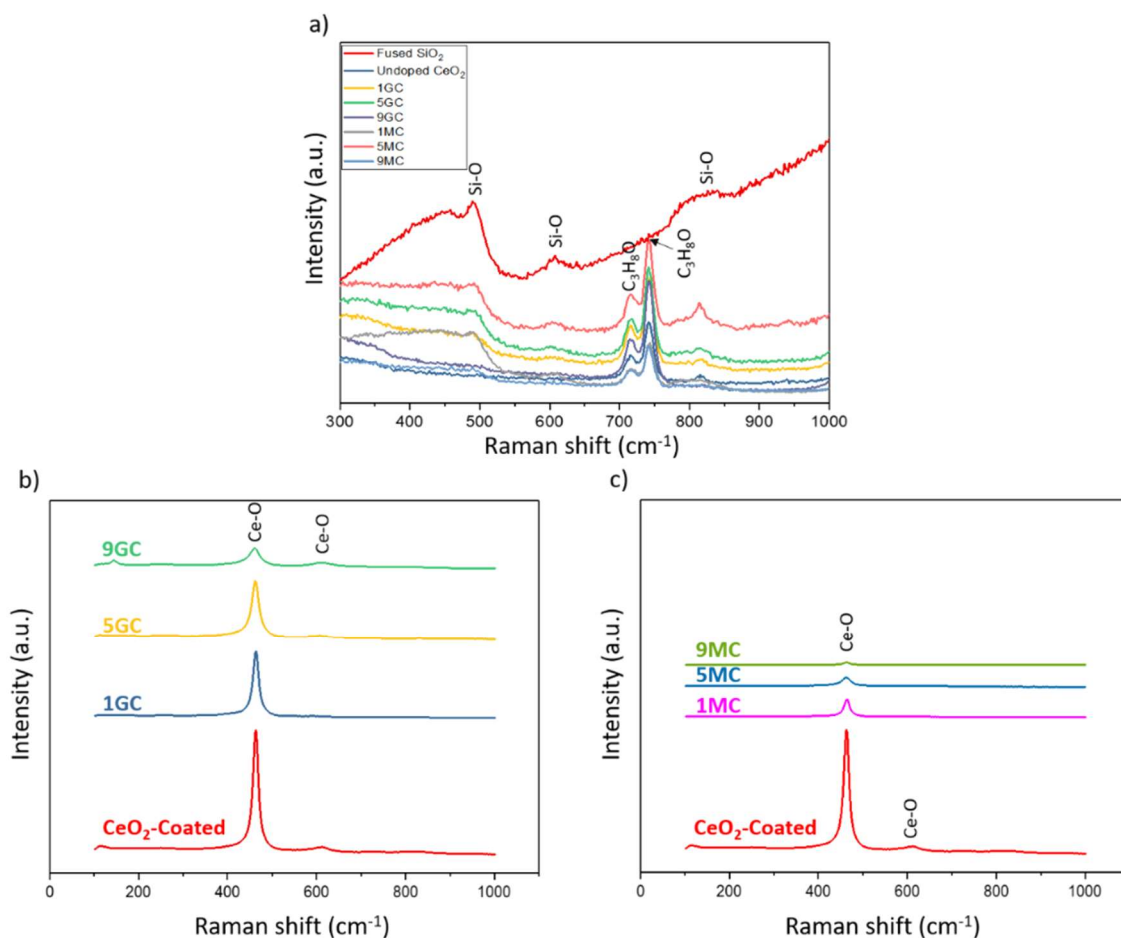 a)
Fused SiO₂
Undoped CeO₂
1GC
5GC
9GC
1MC
5MC
9MC
Si-O
Si-O
Si-O
C₃H₈O
C₃H₈O
Intensity (a.u.)
300 400 500 600 700 800 900 1000
Raman shift (cm⁻¹)
b)
9GC
5GC
1GC
CeO₂-Coated
Ce-O
Ce-O
Intensity (a.u.)
0 200 400 600 800 1000
Raman shift (cm⁻¹)
c)
9MC
5MC
1MC
CeO₂-Coated
Ce-O
Ce-O
Intensity (a.u.)
0 200 400 600 800 1000
Raman shift (cm⁻¹)